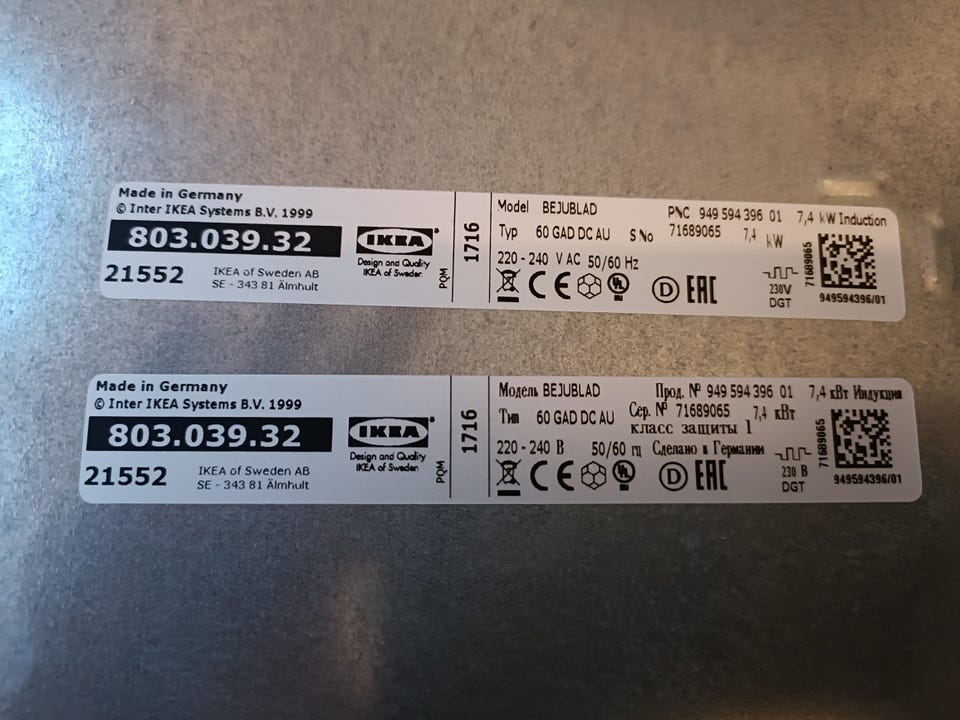 Made in Germany
© Inter IKEA Systems B.V. 1999
803.039.32
21552
IKEA of Sweden AB
SE - 343 81 Älmhult
IKEA®
Design and Quality
IKEA of Sweden
PQM
1716
Model BEJUBLAD PNC 949 594 396 01 7,4 kW Induction
Typ 60 GAD DC AU S.No 71689065 7,4 kW
220 - 240 V AC 50/60 Hz
CE UL D EAC
230V
DGT
71689065
949594396/01
Made in Germany
© Inter IKEA Systems B.V. 1999
803.039.32
21552
IKEA of Sweden AB
SE - 343 81 Älmhult
IKEA®
Design and Quality
IKEA of Sweden
PQM
1716
Модель BEJUBLAD Прод. № 949 594 396 01 7,4 кВт Индукция
Тип 60 GAD DC AU Сер. № 71689065 7,4 кВт
класс защиты 1
220 - 240 В 50/60 гц Сделано в Германии
CE UL D EAC
230 В
DGT
71689065
949594396/01